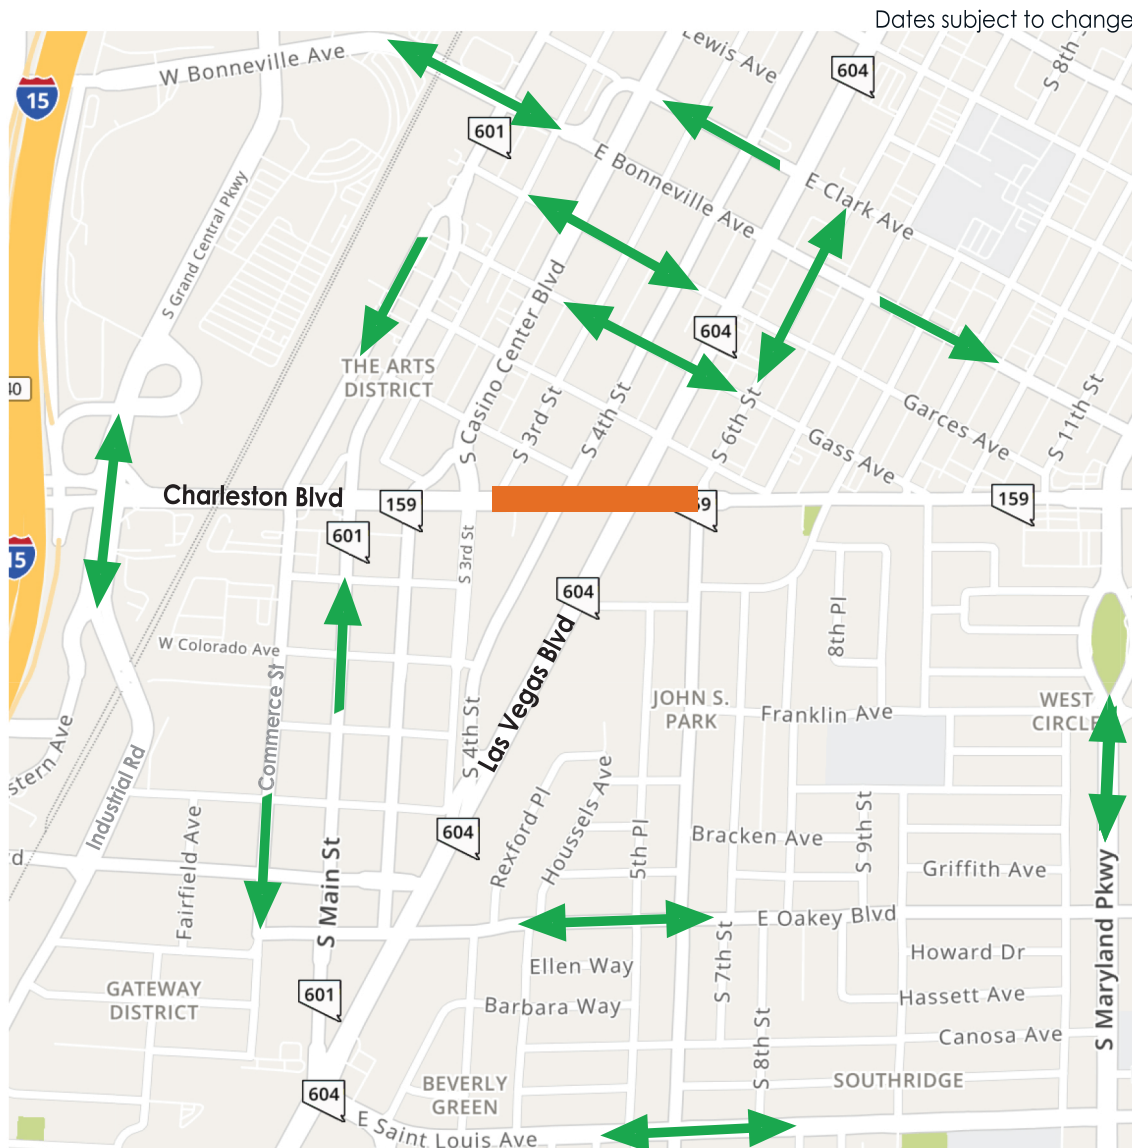 Dates subject to change
Lewis Ave
W Bonneville Ave
604
S 8th
15
601
E Bonneville Ave
E Clark Ave
S Grand Central Pkwy
S Casino Center Blvd
604
THE ARTS
DISTRICT
40
S 3rd St
S 4th St
S 6th St
Garces Ave
S 11th St
Gass Ave
Charleston Blvd
159
59
159
601
15
S 3rd St
604
8th Pl
W Colorado Ave
Las Vegas Blvd
Commerce St
JOHN S.
PARK
Franklin Ave
WEST
CIRCLE
S 4th St
stern Ave
Industrial Rd
Rexford Pl
Houssels Ave
604
5th Pl
Bracken Ave
S 9th St
rd
Fairfield Ave
S Main St
Griffith Ave
S Maryland Pkwy
E Oakey Blvd
Ellen Way
S 7th St
Howard Dr
GATEWAY
DISTRICT
601
Barbara Way
Hassett Ave
Canosa Ave
S 8th St
BEVERLY
GREEN
SOUTHRIDGE
604
E Saint Louis Ave